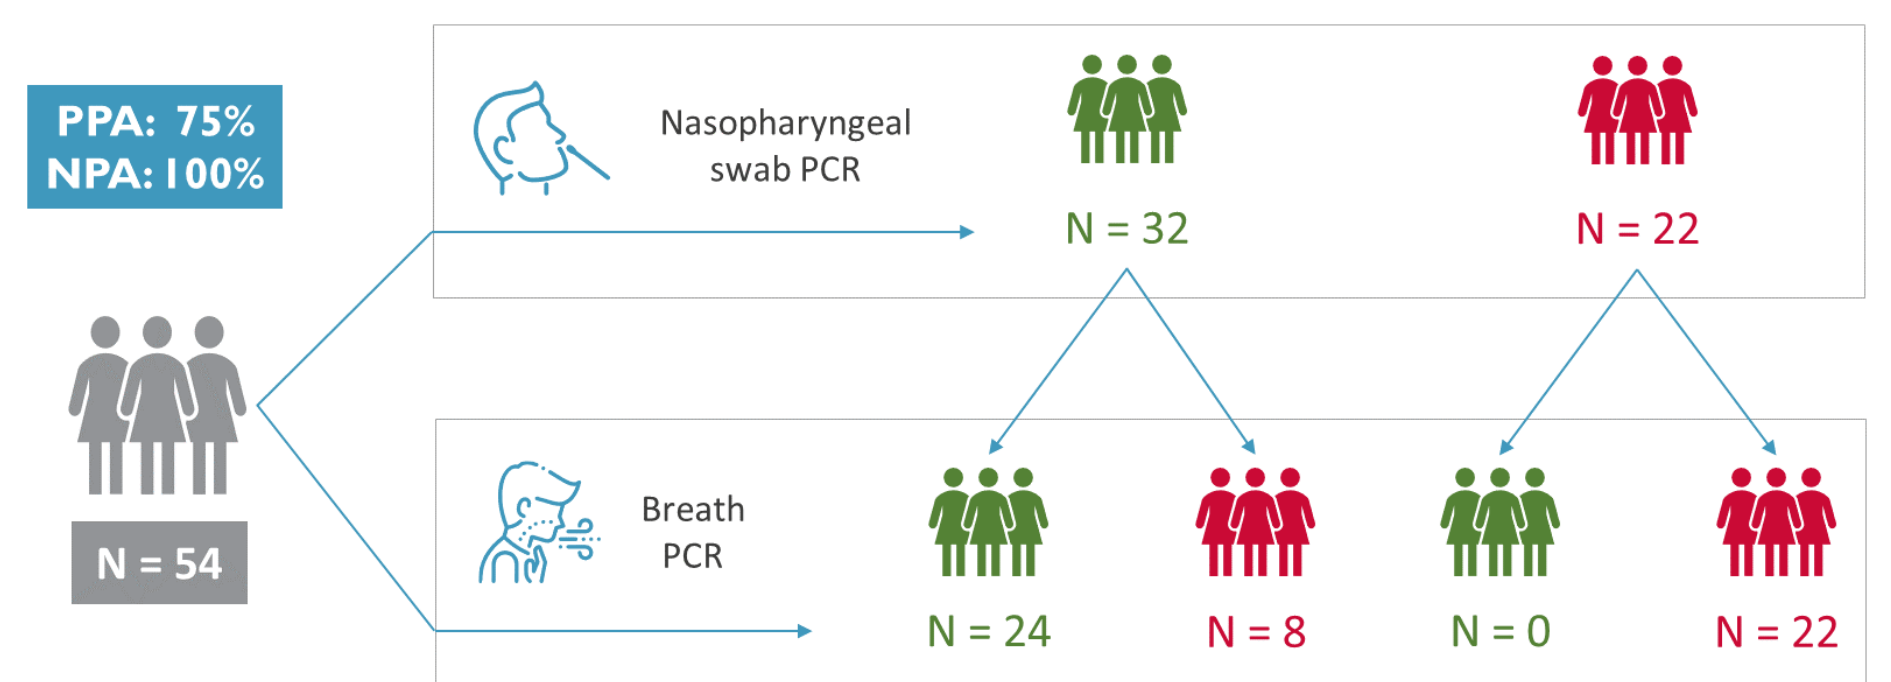 PPA: 75%
NPA: 100%
Nasopharyngeal
swab PCR
N = 32
N = 22
N = 54
Breath
PCR
N = 24
N = 8
N = 0
N = 22